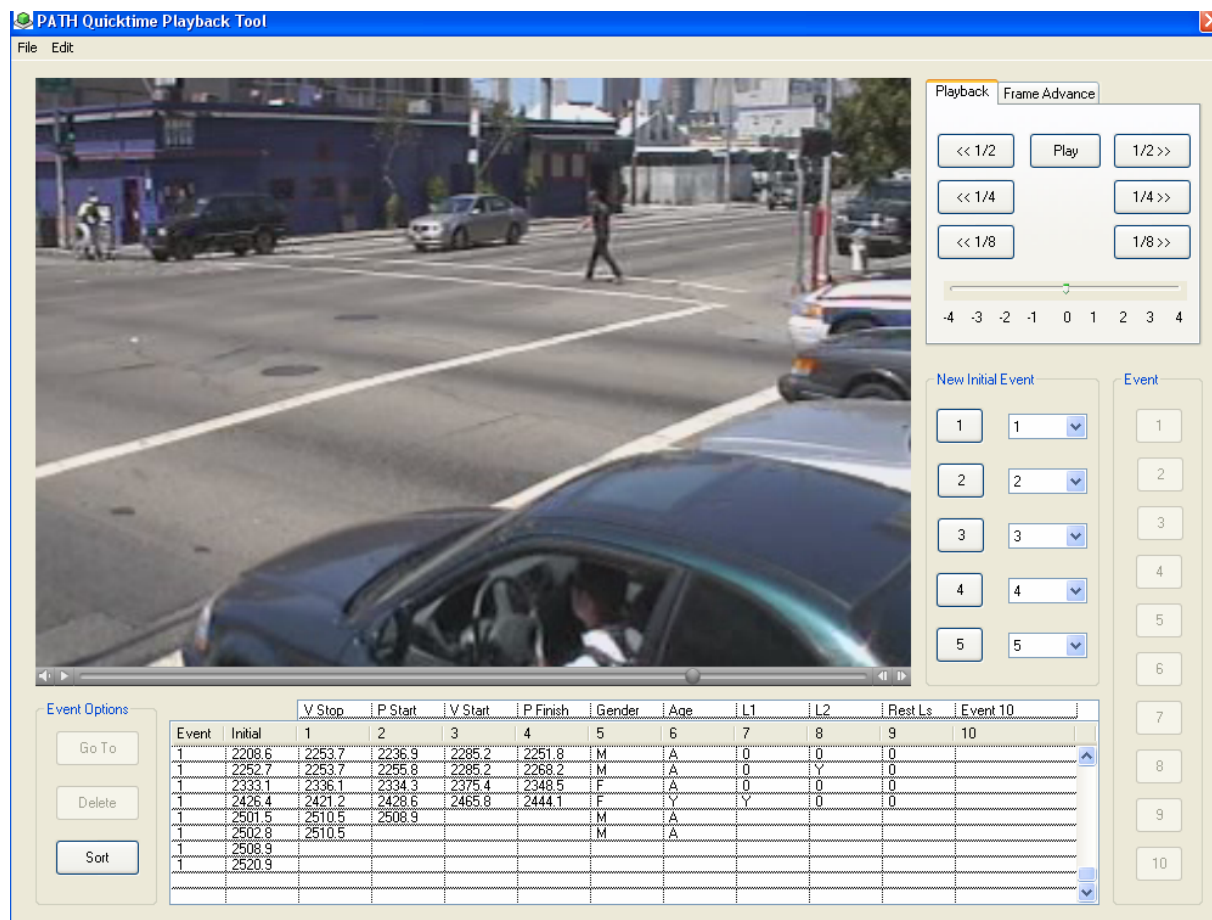 PATH Quicktime Playback Tool
File Edit
Playback Frame Advance
<< 1/2 Play 1/2 >>
<< 1/4 1/4 >>
<< 1/8 1/8 >>
-4 -3 -2 -1 0 1 2 3 4
New Initial Event Event
1 1 1
2 2 2
3 3 3
4 4 4
5 5 5
6
7
8
9
10
Event Options
Go To
Delete
Sort
V Stop P Start V Start P Finish Gender Age L1 L2 Rest Ls Event 10
Event Initial 1 2 3 4 5 6 7 8 9 10
1 2208.6 2253.7 2236.9 2285.2 2251.8 M A 0 0 0
1 2252.7 2253.7 2255.8 2285.2 2268.2 M A 0 Y 0
1 2333.1 2336.1 2334.3 2375.4 2348.5 F A 0 0 0
1 2426.4 2421.2 2428.6 2465.8 2444.1 F Y Y 0 0
1 2501.5 2510.5 2508.9 M A
1 2502.8 2510.5 M A
1 2508.9
1 2520.9